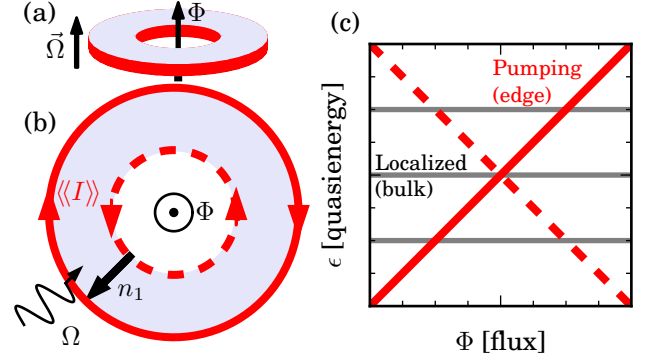 (a)
Φ
Ω⃗
(b)
⟪I⟫
Φ
n₁
Ω
(c)
Pumping
(edge)
Localized
(bulk)
ϵ [quasienergy]
Φ [flux]